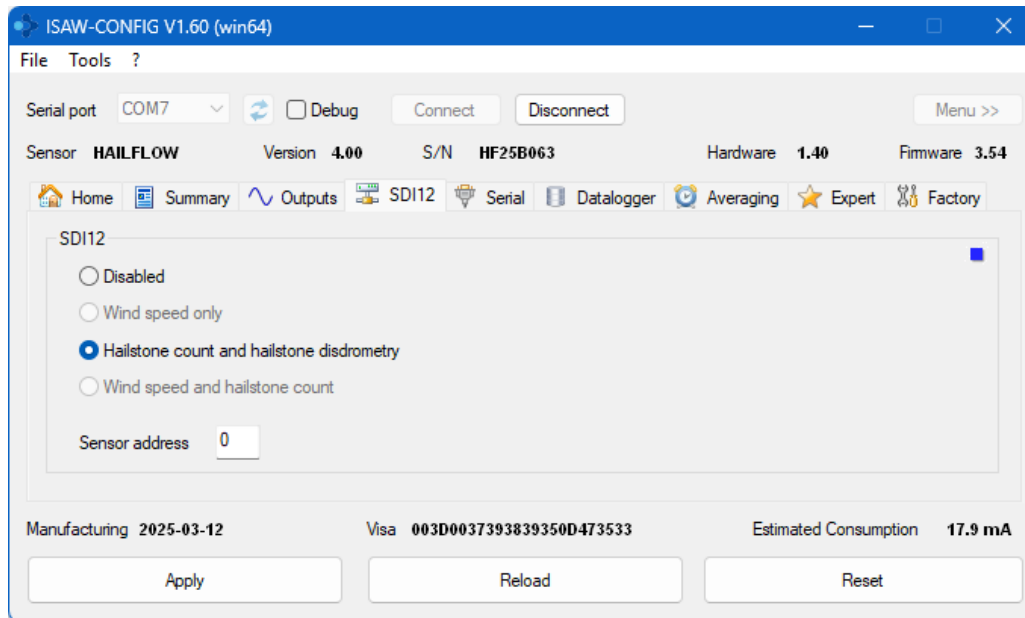 ISAW-CONFIG V1.60 (win64)
File Tools ?
Serial port COM7 Debug Connect Disconnect Menu >>
Sensor HAILFLOW Version 4.00 S/N HF25B063 Hardware 1.40 Firmware 3.54
Home Summary Outputs SDI12 Serial Datalogger Averaging Expert Factory
SDI12
Disabled
Wind speed only
Hailstone count and hailstone disdrometry
Wind speed and hailstone count
Sensor address 0
Manufacturing 2025-03-12 Visa 003D0037393839350D473533 Estimated Consumption 17.9 mA
Apply Reload Reset